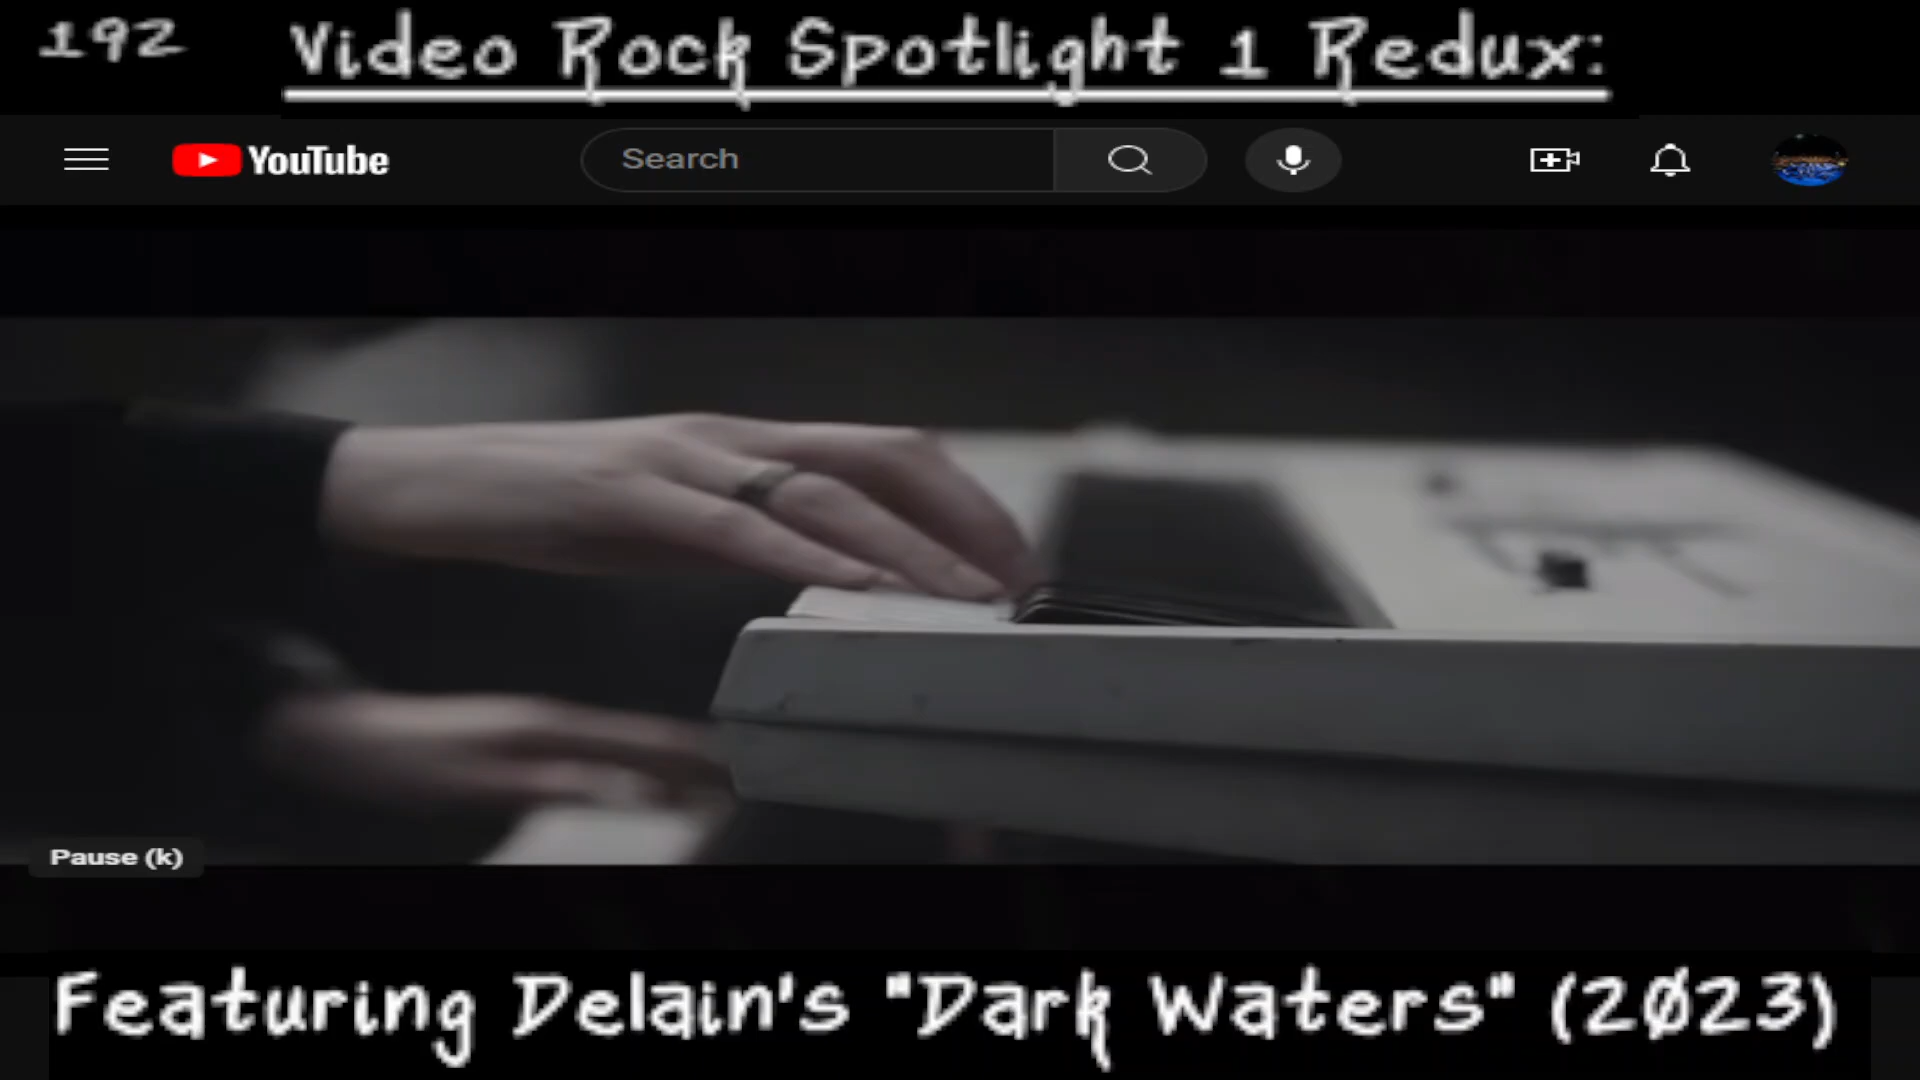 192 Video Rock Spotlight 1 Redux:
YouTube Search
Pause (k)
Featuring Delain's "Dark Waters" (2023)